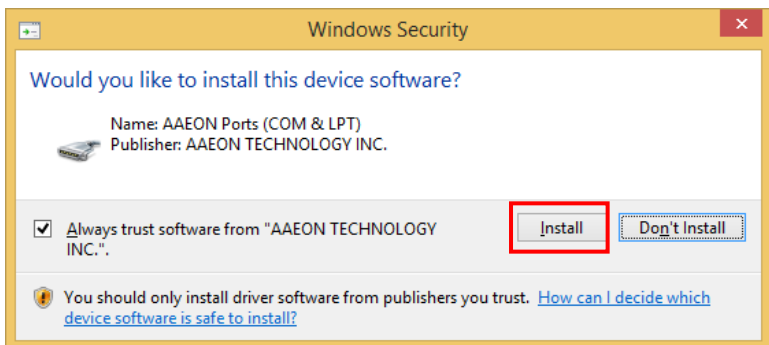 Windows Security
Would you like to install this device software?
Name: AAEON Ports (COM & LPT)
Publisher: AAEON TECHNOLOGY INC.
Always trust software from "AAEON TECHNOLOGY
INC.".
Install
Don't Install
You should only install driver software from publishers you trust. How can I decide which
device software is safe to install?